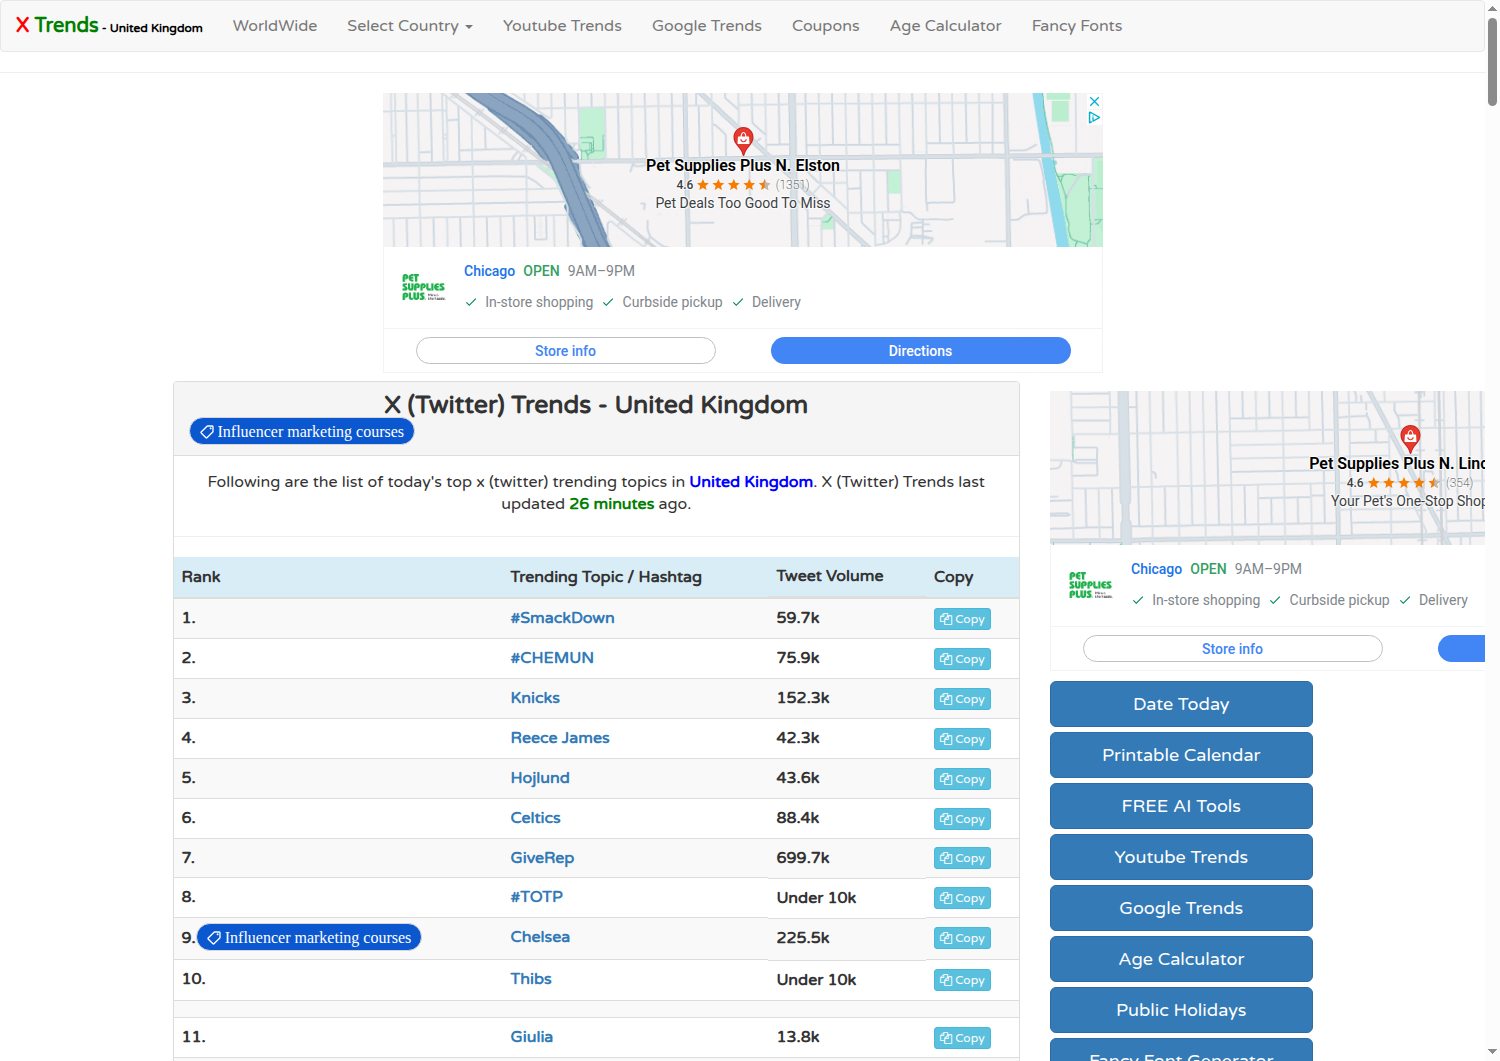 X Trends - United Kingdom WorldWide Select Country Youtube Trends Google Trends Coupons Age Calculator Fancy Fonts
Pet Supplies Plus N. Elston
4.6 (1351)
Pet Deals Too Good To Miss
PET SUPPLIES PLUS
Chicago OPEN 9AM–9PM
In-store shopping Curbside pickup Delivery
Store info Directions
X (Twitter) Trends - United Kingdom
Influencer marketing courses
Following are the list of today's top x (twitter) trending topics in United Kingdom. X (Twitter) Trends last
updated 26 minutes ago.
Rank Trending Topic / Hashtag Tweet Volume Copy
1. #SmackDown 59.7k Copy
2. #CHEMUN 75.9k Copy
3. Knicks 152.3k Copy
4. Reece James 42.3k Copy
5. Hojlund 43.6k Copy
6. Celtics 88.4k Copy
7. GiveRep 699.7k Copy
8. #TOTP Under 10k Copy
9. Influencer marketing courses Chelsea 225.5k Copy
10. Thibs Under 10k Copy
11. Giulia 13.8k Copy
Pet Supplies Plus N. Linc
4.6 (354)
Your Pet's One-Stop Shop
PET SUPPLIES PLUS
Chicago OPEN 9AM–9PM
In-store shopping Curbside pickup Delivery
Store info
Date Today
Printable Calendar
FREE AI Tools
Youtube Trends
Google Trends
Age Calculator
Public Holidays
Fancy Font Generator